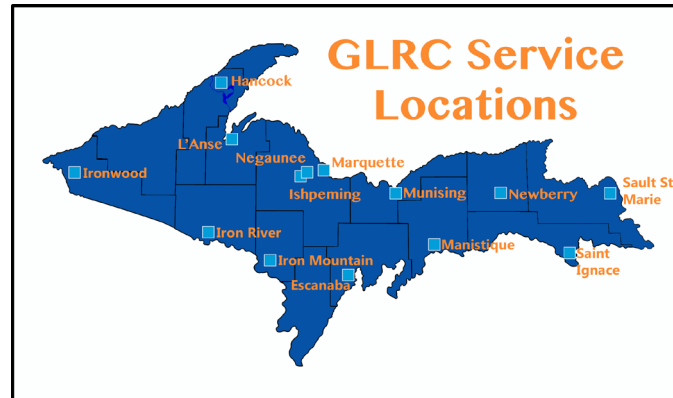 GLRC Service
Locations
Hancock
L'Anse
Negaunee
Marquette
Ironwood
Ishpeming
Munising
Newberry
Sault St
Marie
Iron River
Manistique
Iron Mountain
Saint
Ignace
Escanaba